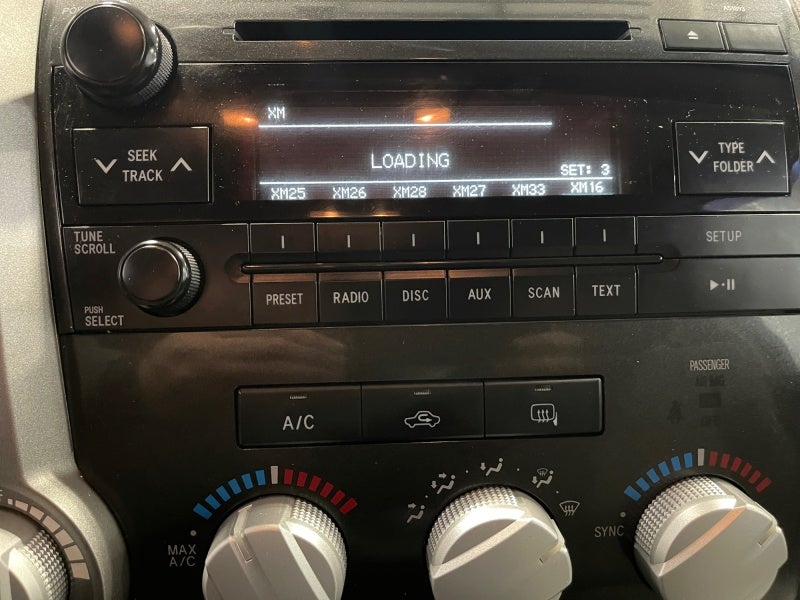 XM
LOADING
SET: 3
XM25 XM26 XM28 XM27 XM33 XM16
SEEK
TRACK
TYPE
FOLDER
TUNE
SCROLL
PUSH
SELECT
SETUP
PRESET RADIO DISC AUX SCAN TEXT
A/C
PASSENGER
MAX
A/C
SYNC